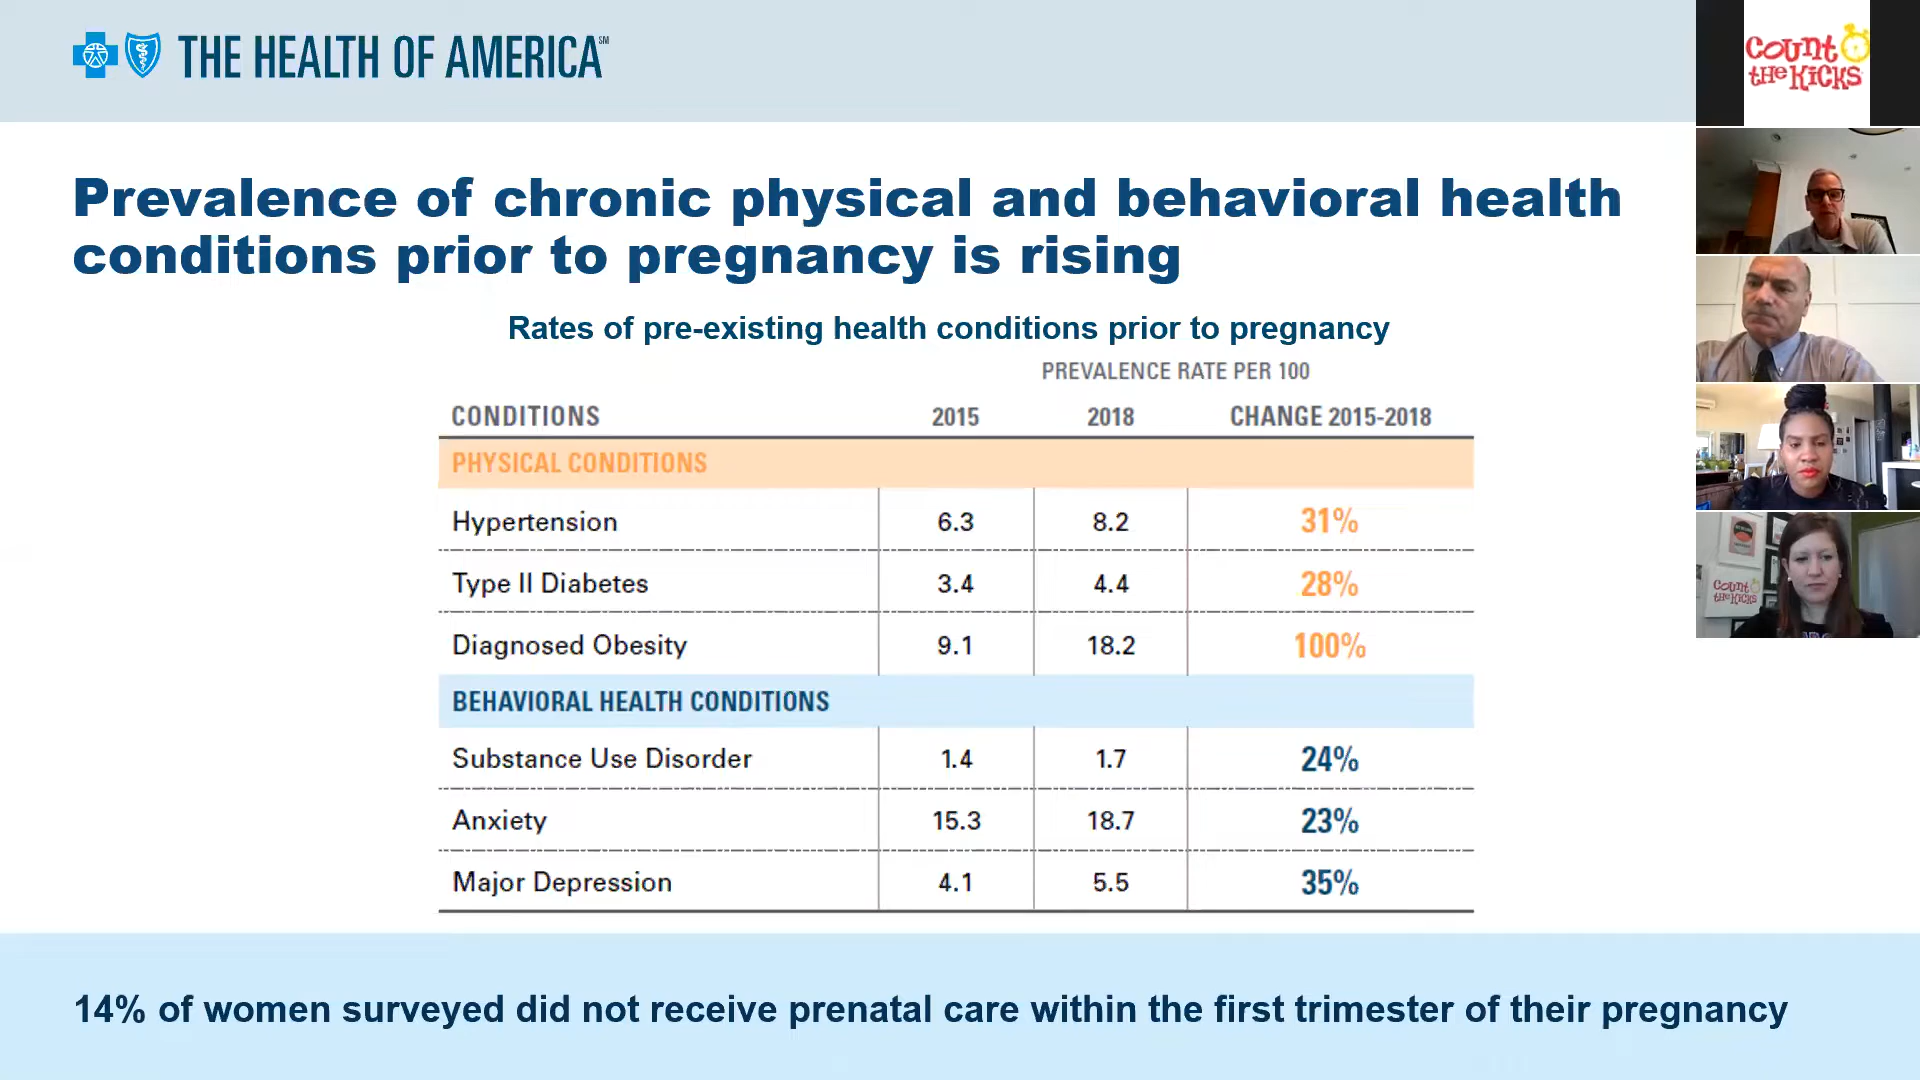 THE HEALTH OF AMERICA℠
Prevalence of chronic physical and behavioral health
conditions prior to pregnancy is rising
Rates of pre-existing health conditions prior to pregnancy
PREVALENCE RATE PER 100
CONDITIONS 2015 2018 CHANGE 2015-2018
PHYSICAL CONDITIONS
Hypertension 6.3 8.2 31%
Type II Diabetes 3.4 4.4 28%
Diagnosed Obesity 9.1 18.2 100%
BEHAVIORAL HEALTH CONDITIONS
Substance Use Disorder 1.4 1.7 24%
Anxiety 15.3 18.7 23%
Major Depression 4.1 5.5 35%
14% of women surveyed did not receive prenatal care within the first trimester of their pregnancy
Count
the Kicks
Count
the Kicks